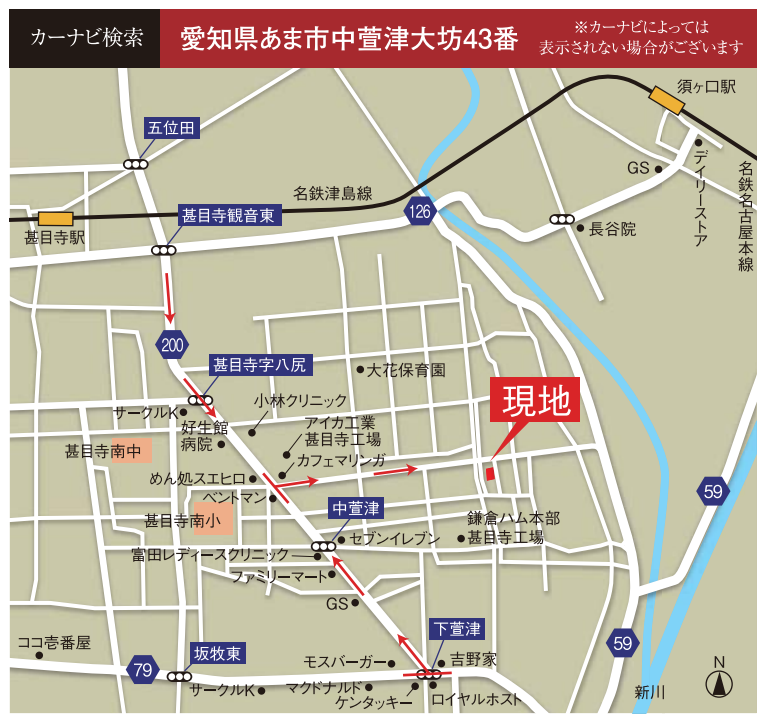 カーナビ検索
愛知県あま市中萱津大坊43番
※カーナビによっては
表示されない場合がございます
須ヶ口駅
五位田
GS
デイリーストア
名鉄名古屋本線
名鉄津島線
甚目寺観音東
126
長谷院
甚目寺駅
200
甚目寺字八尻
大花保育園
現地
サークルK
小林クリニック
好生館
病院
アイカ工業
甚目寺工場
甚目寺南中
カフェマリンガ
めん処スエヒロ
ベントマン
59
中萱津
甚目寺南小
鎌倉ハム本部
甚目寺工場
セブンイレブン
富田レディースクリニック
ファミリーマート
GS
下萱津
59
ココ壱番屋
坂牧東
79
モスバーガー
吉野家
N
サークルK
マクドナルド
ケンタッキー
ロイヤルホスト
新川